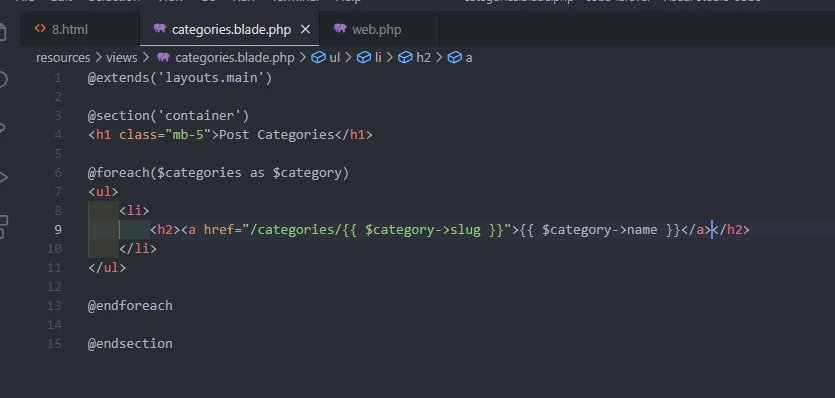 8.html categories.blade.php web.php
resources > views > categories.blade.php > ul > li > h2 > a
1 @extends('layouts.main')
2
3 @section('container')
4 <h1 class="mb-5">Post Categories</h1>
5
6 @foreach($categories as $category)
7 <ul>
8 <li>
9 <h2><a href="/categories/{{ $category->slug }}">{{ $category->name }}</a></h2>
10 </li>
11 </ul>
12
13 @endforeach
14
15 @endsection